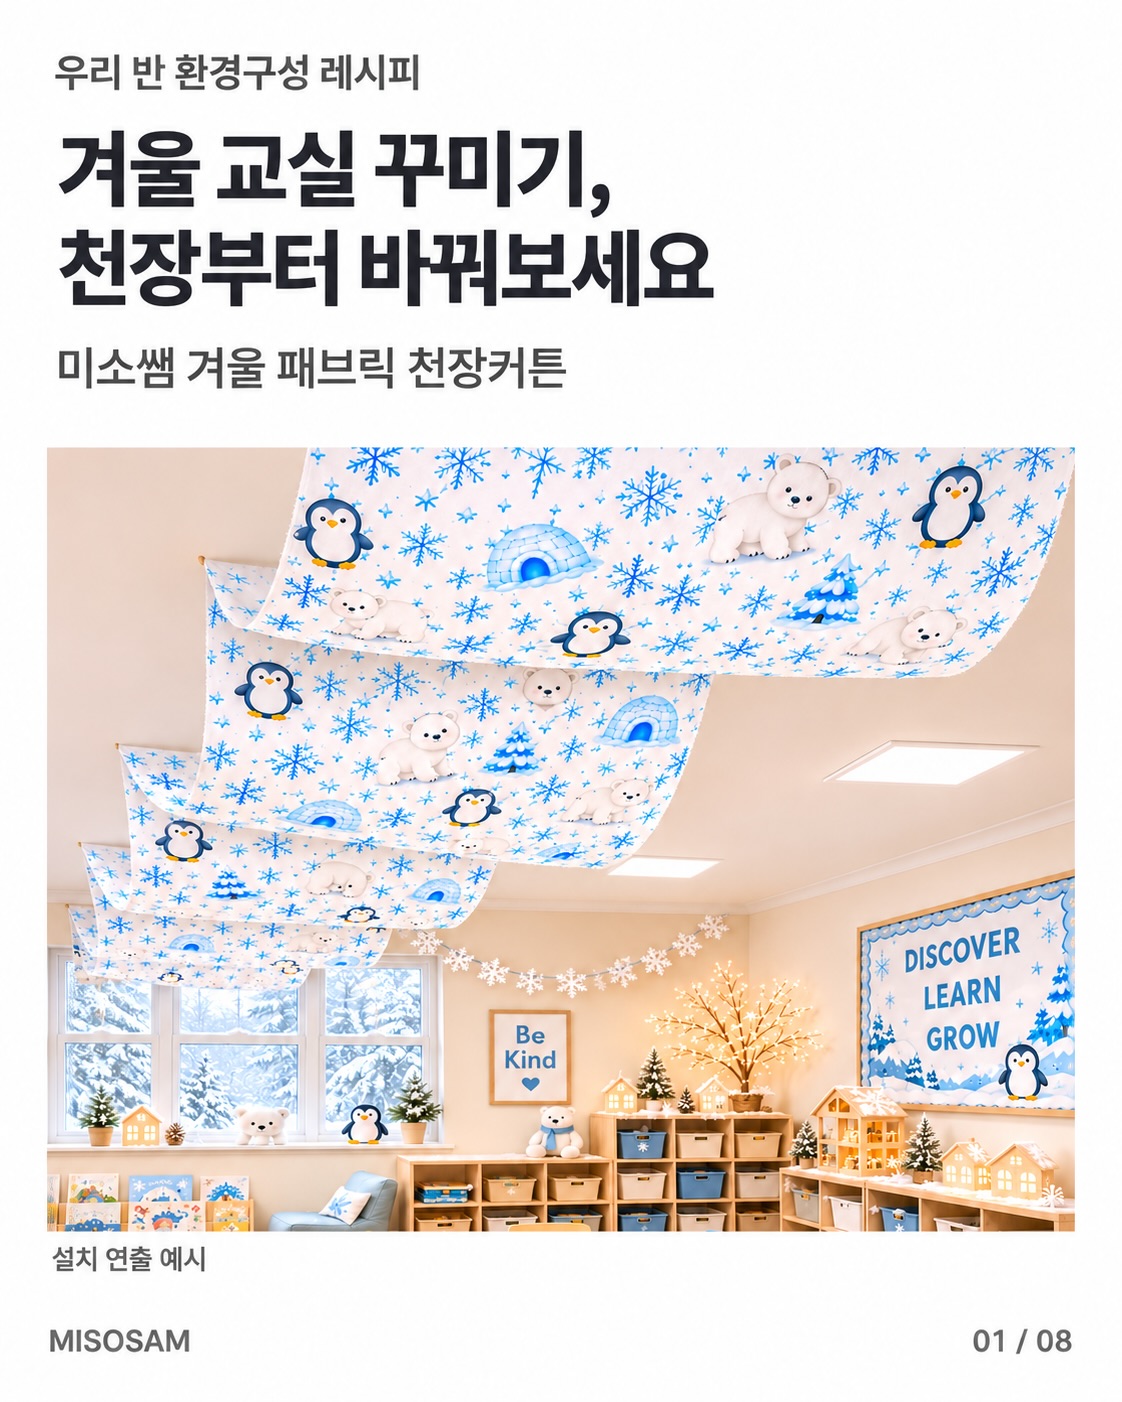 우리 반 환경구성 레시피
겨울 교실 꾸미기,
천장부터 바꿔보세요
미소쌤 겨울 패브릭 천장커튼
DISCOVER
LEARN
GROW
Be
Kind
설치 연출 예시
MISOSAM
01 / 08